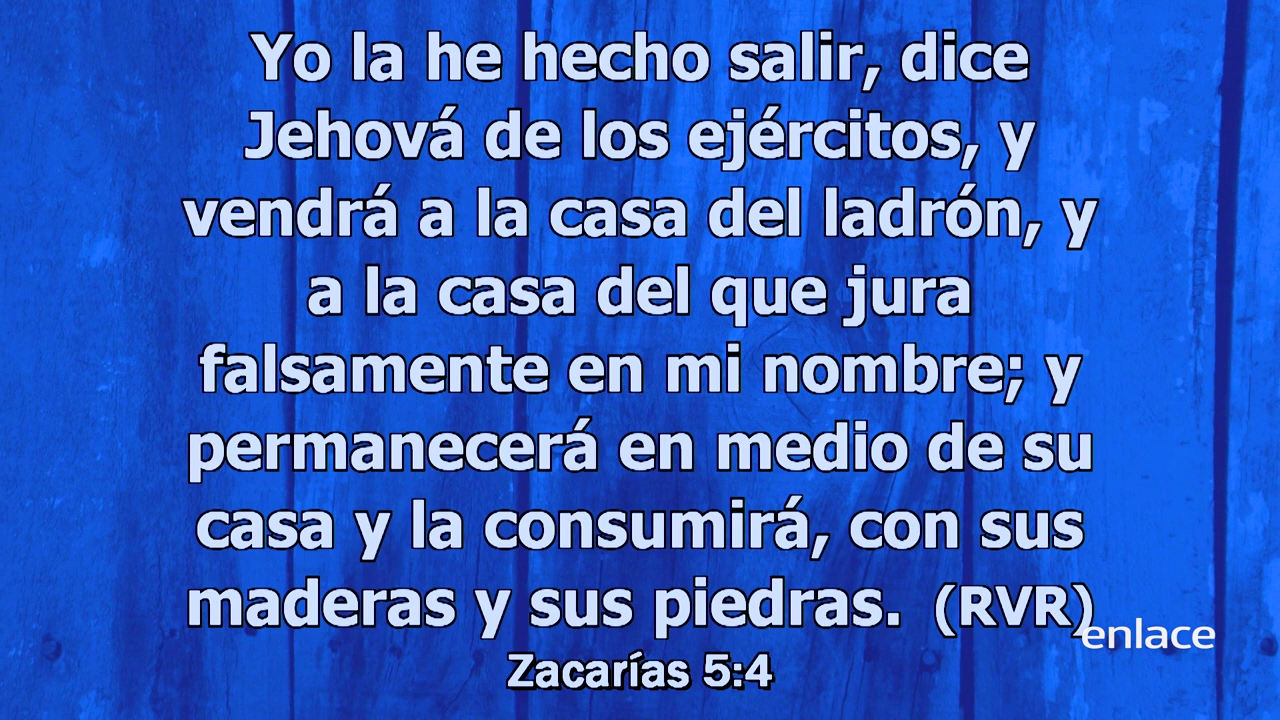 Yo la he hecho salir, dice
Jehová de los ejércitos, y
vendrá a la casa del ladrón, y
a la casa del que jura
falsamente en mi nombre; y
permanecerá en medio de su
casa y la consumirá, con sus
maderas y sus piedras. (RVR)
enlace
Zacarías 5:4